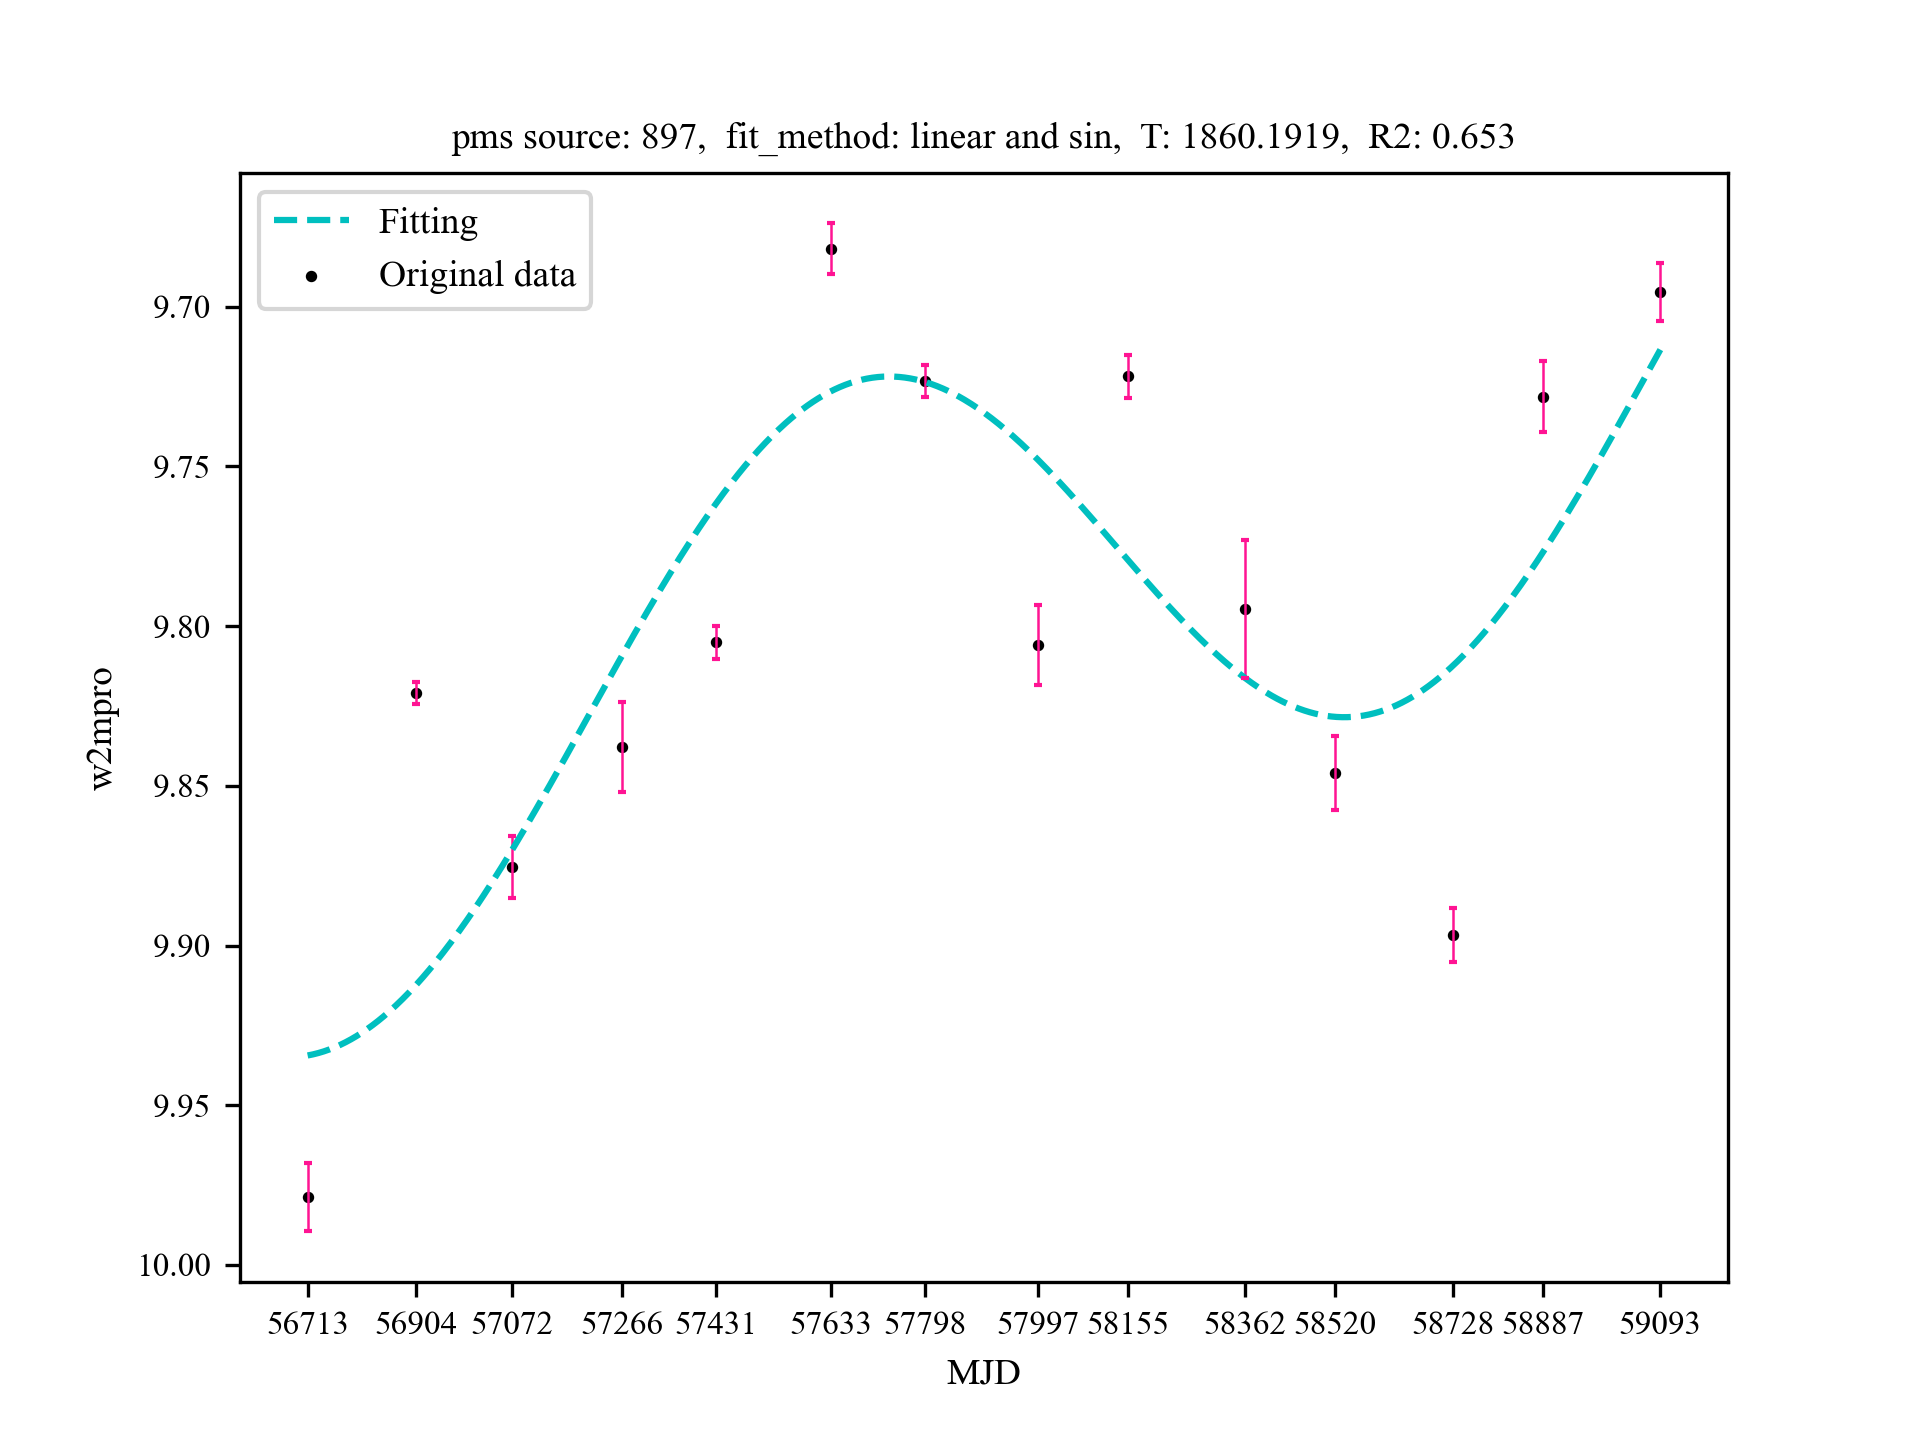 pms source: 897, fit_method: linear and sin, T: 1860.1919, R2: 0.653
Fitting
Original data
9.70
9.75
9.80
9.85
9.90
9.95
10.00
w2mpro
56713 56904 57072 57266 57431 57633 57798 57997 58155 58362 58520 58728 58887 59093
MJD